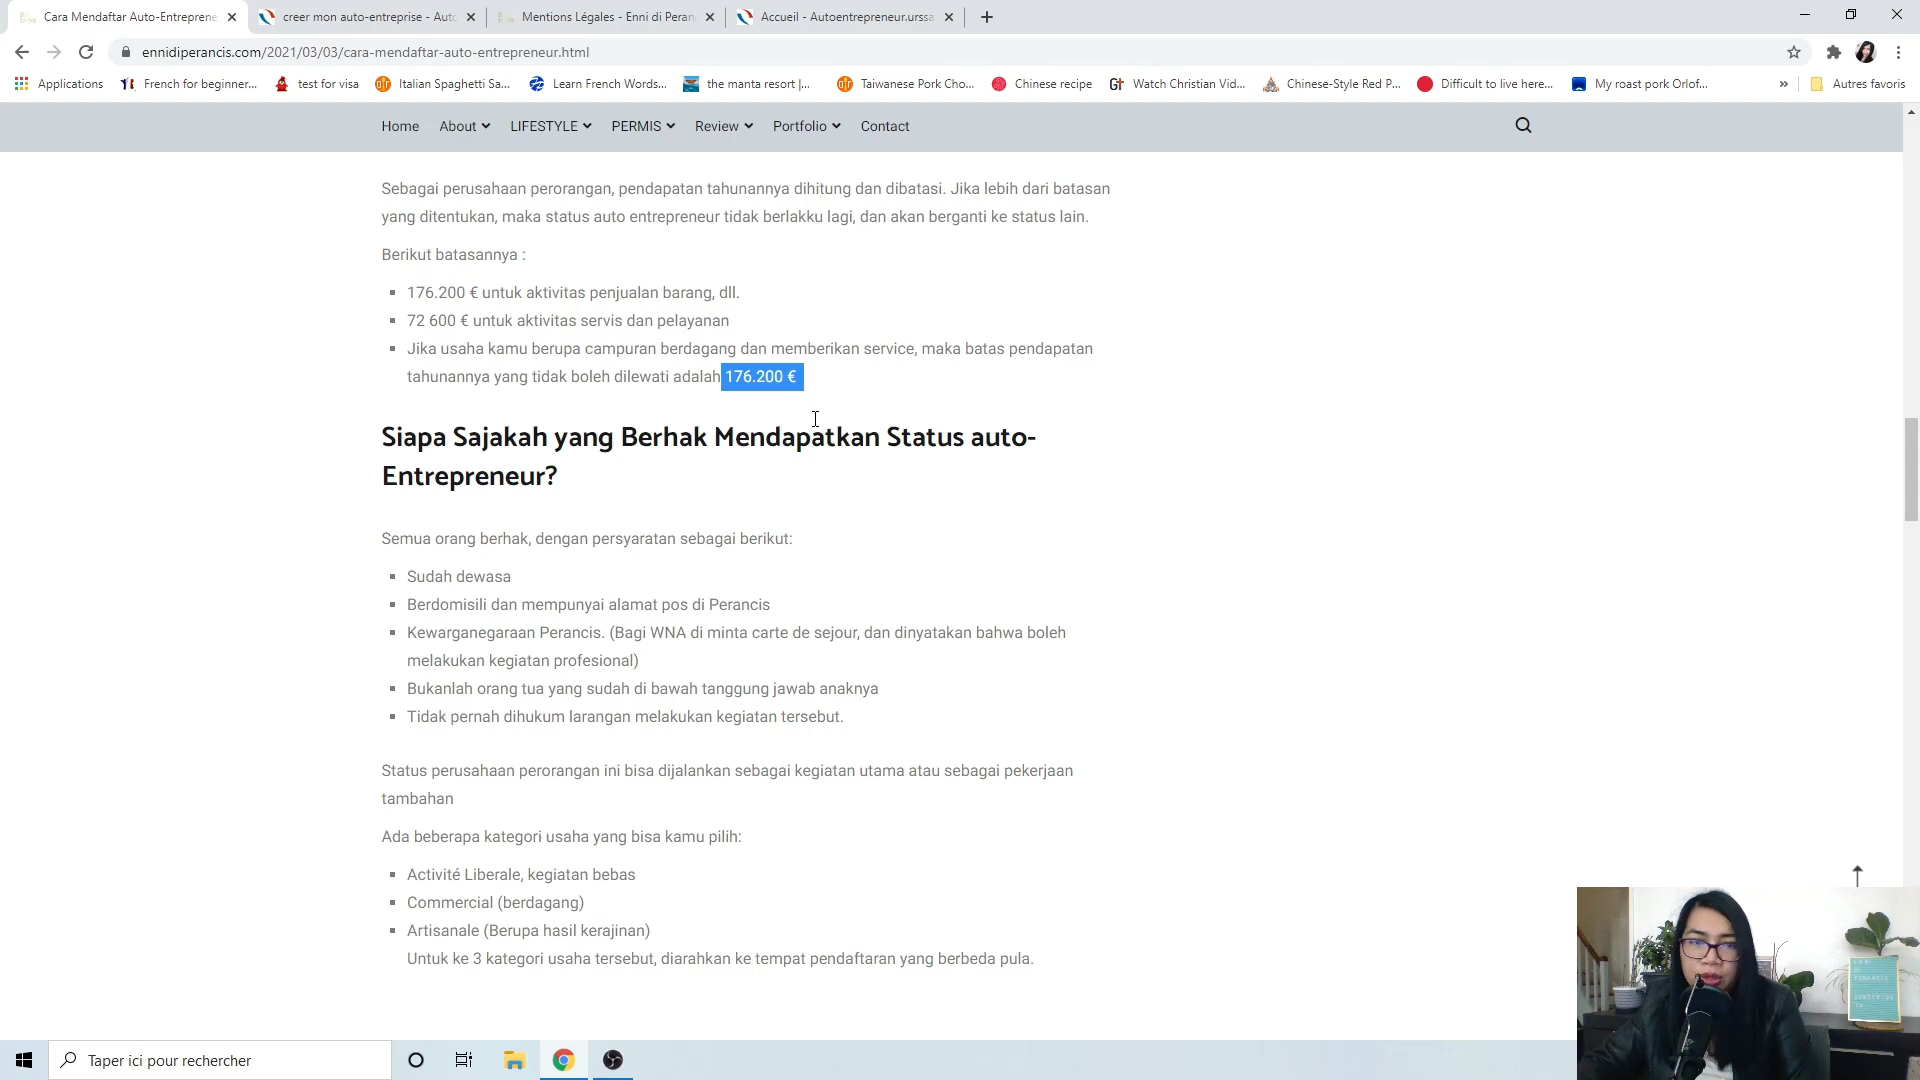 Cara Mendaftar Auto-Entreprene
creer mon auto-entreprise - Auto
Mentions Légales - Enni di Peran
Accueil - Autoentrepreneur.urssa
ennidiperancis.com/2021/03/03/cara-mendaftar-auto-entrepreneur.html
Applications
French for beginner...
test for visa
Italian Spaghetti Sa...
Learn French Words...
the manta resort |...
Taiwanese Pork Cho...
Chinese recipe
Watch Christian Vid...
Chinese-Style Red P...
Difficult to live here...
My roast pork Orlof...
Autres favoris
Home
About
LIFESTYLE
PERMIS
Review
Portfolio
Contact
Sebagai perusahaan perorangan, pendapatan tahunannya dihitung dan dibatasi. Jika lebih dari batasan
yang ditentukan, maka status auto entrepreneur tidak berlakku lagi, dan akan berganti ke status lain.
Berikut batasannya :
176.200 € untuk aktivitas penjualan barang, dll.
72 600 € untuk aktivitas servis dan pelayanan
Jika usaha kamu berupa campuran berdagang dan memberikan service, maka batas pendapatan
tahunannya yang tidak boleh dilewati adalah 176.200 €
Siapa Sajakah yang Berhak Mendapatkan Status auto-
Entrepreneur?
Semua orang berhak, dengan persyaratan sebagai berikut:
Sudah dewasa
Berdomisili dan mempunyai alamat pos di Perancis
Kewarganegaraan Perancis. (Bagi WNA di minta carte de sejour, dan dinyatakan bahwa boleh
melakukan kegiatan profesional)
Bukanlah orang tua yang sudah di bawah tanggung jawab anaknya
Tidak pernah dihukum larangan melakukan kegiatan tersebut.
Status perusahaan perorangan ini bisa dijalankan sebagai kegiatan utama atau sebagai pekerjaan
tambahan
Ada beberapa kategori usaha yang bisa kamu pilih:
Activité Liberale, kegiatan bebas
Commercial (berdagang)
Artisanale (Berupa hasil kerajinan)
Untuk ke 3 kategori usaha tersebut, diarahkan ke tempat pendaftaran yang berbeda pula.
Taper ici pour rechercher